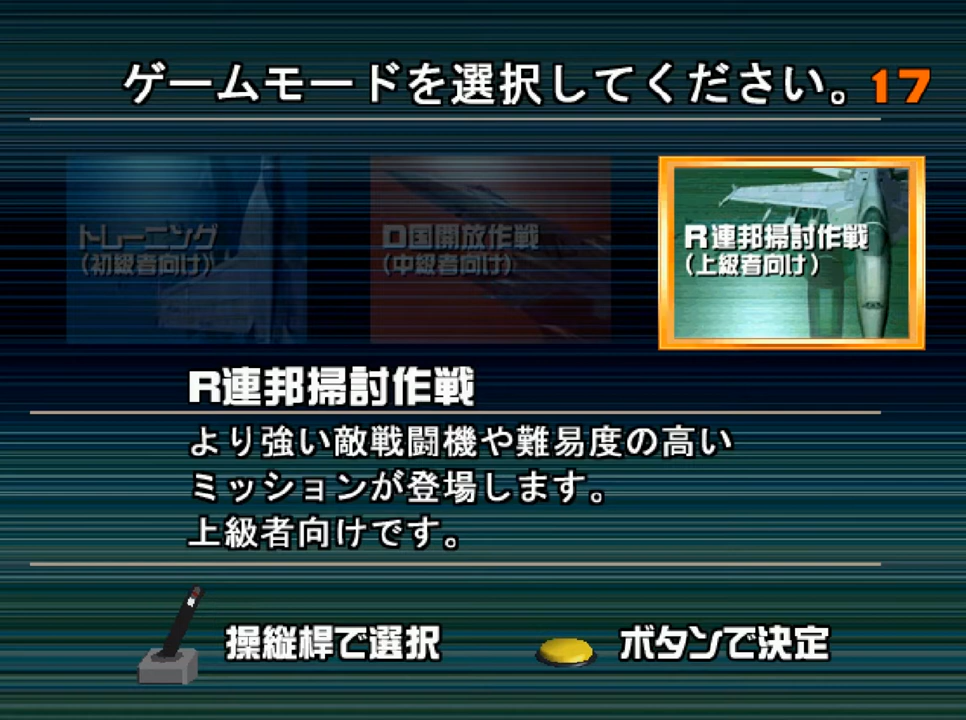 ゲームモードを選択してください。17
トレーニング
(初級者向け)
D国開放作戦
(中級者向け)
R連邦掃討作戦
(上級者向け)
R連邦掃討作戦
より強い敵戦闘機や難易度の高い
ミッションが登場します。
上級者向けです。
操縦桿で選択
ボタンで決定